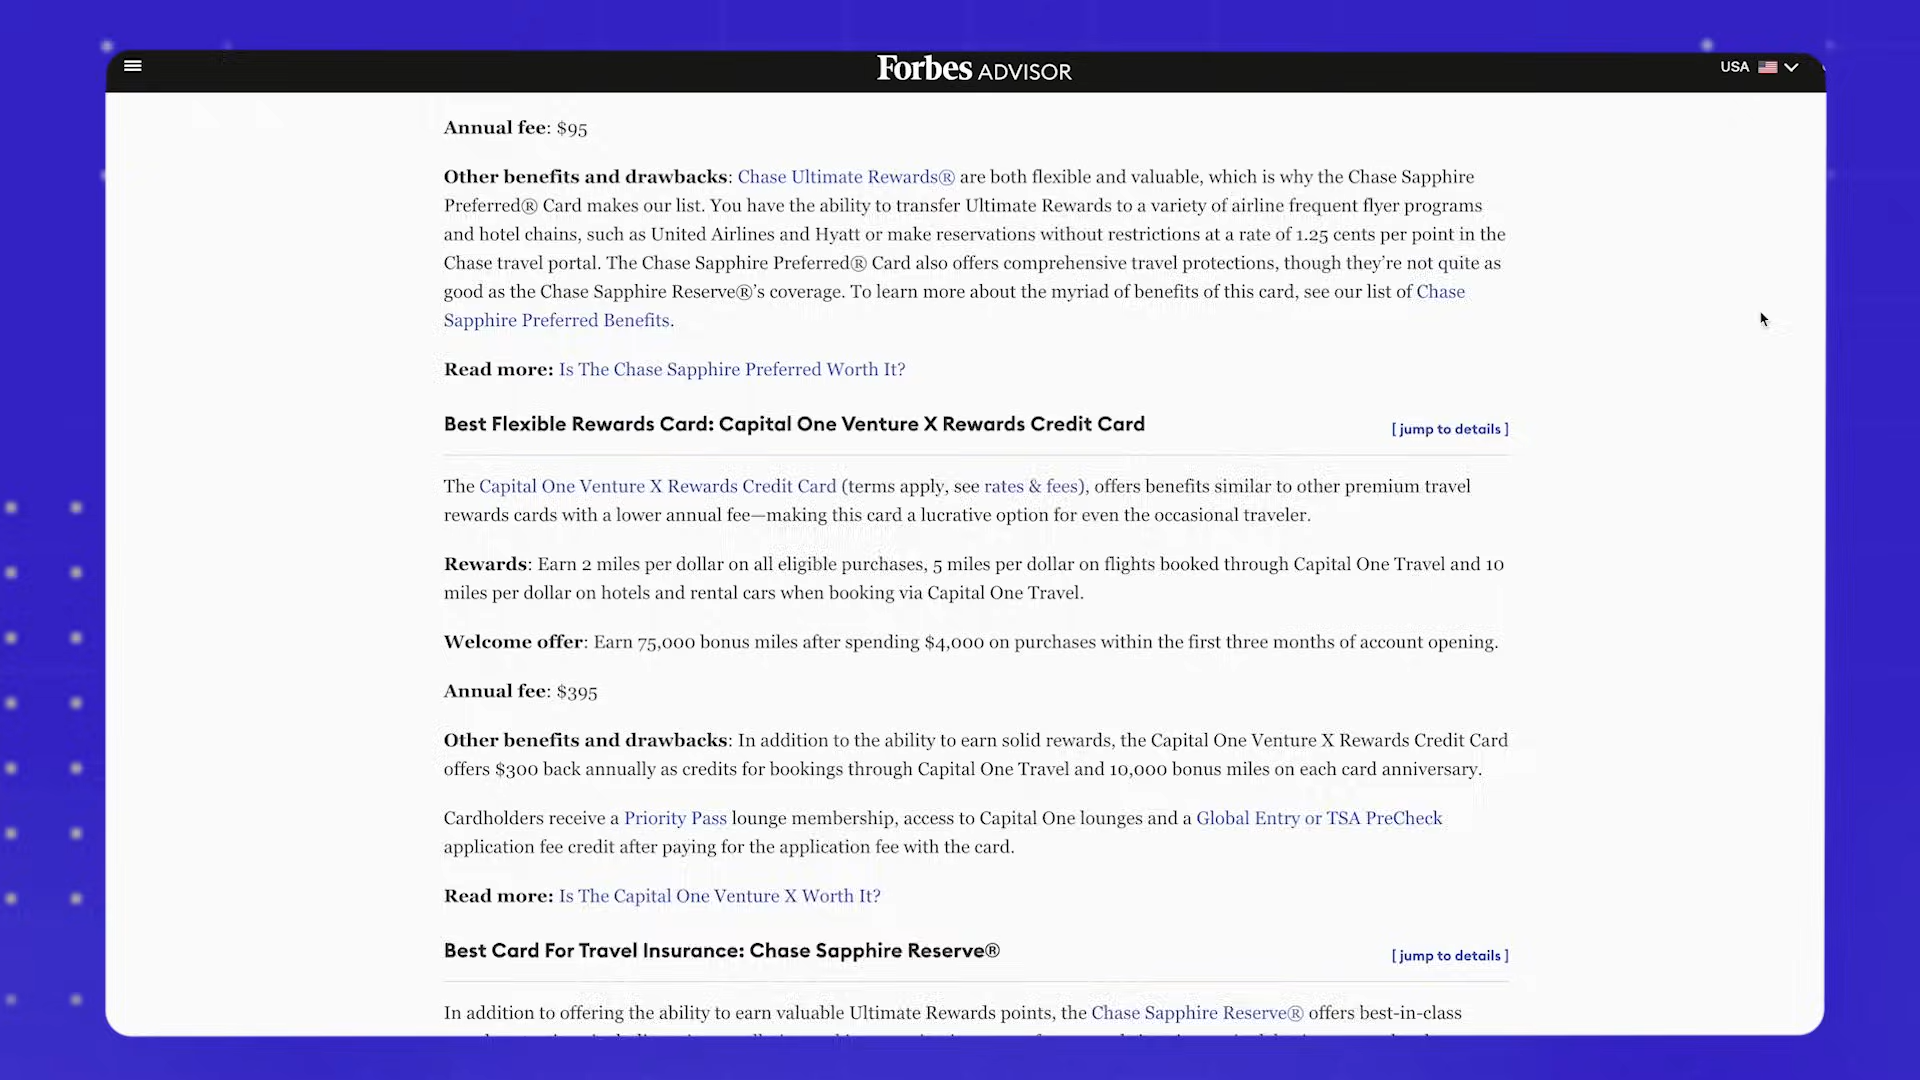 Forbes ADVISOR
USA
Annual fee: $95
Other benefits and drawbacks: Chase Ultimate Rewards® are both flexible and valuable, which is why the Chase Sapphire
Preferred® Card makes our list. You have the ability to transfer Ultimate Rewards to a variety of airline frequent flyer programs
and hotel chains, such as United Airlines and Hyatt or make reservations without restrictions at a rate of 1.25 cents per point in the
Chase travel portal. The Chase Sapphire Preferred® Card also offers comprehensive travel protections, though they’re not quite as
good as the Chase Sapphire Reserve®’s coverage. To learn more about the myriad of benefits of this card, see our list of Chase
Sapphire Preferred Benefits.
Read more: Is The Chase Sapphire Preferred Worth It?
Best Flexible Rewards Card: Capital One Venture X Rewards Credit Card
[ jump to details ]
The Capital One Venture X Rewards Credit Card (terms apply, see rates & fees), offers benefits similar to other premium travel
rewards cards with a lower annual fee—making this card a lucrative option for even the occasional traveler.
Rewards: Earn 2 miles per dollar on all eligible purchases, 5 miles per dollar on flights booked through Capital One Travel and 10
miles per dollar on hotels and rental cars when booking via Capital One Travel.
Welcome offer: Earn 75,000 bonus miles after spending $4,000 on purchases within the first three months of account opening.
Annual fee: $395
Other benefits and drawbacks: In addition to the ability to earn solid rewards, the Capital One Venture X Rewards Credit Card
offers $300 back annually as credits for bookings through Capital One Travel and 10,000 bonus miles on each card anniversary.
Cardholders receive a Priority Pass lounge membership, access to Capital One lounges and a Global Entry or TSA PreCheck
application fee credit after paying for the application fee with the card.
Read more: Is The Capital One Venture X Worth It?
Best Card For Travel Insurance: Chase Sapphire Reserve®
[ jump to details ]
In addition to offering the ability to earn valuable Ultimate Rewards points, the Chase Sapphire Reserve® offers best-in-class